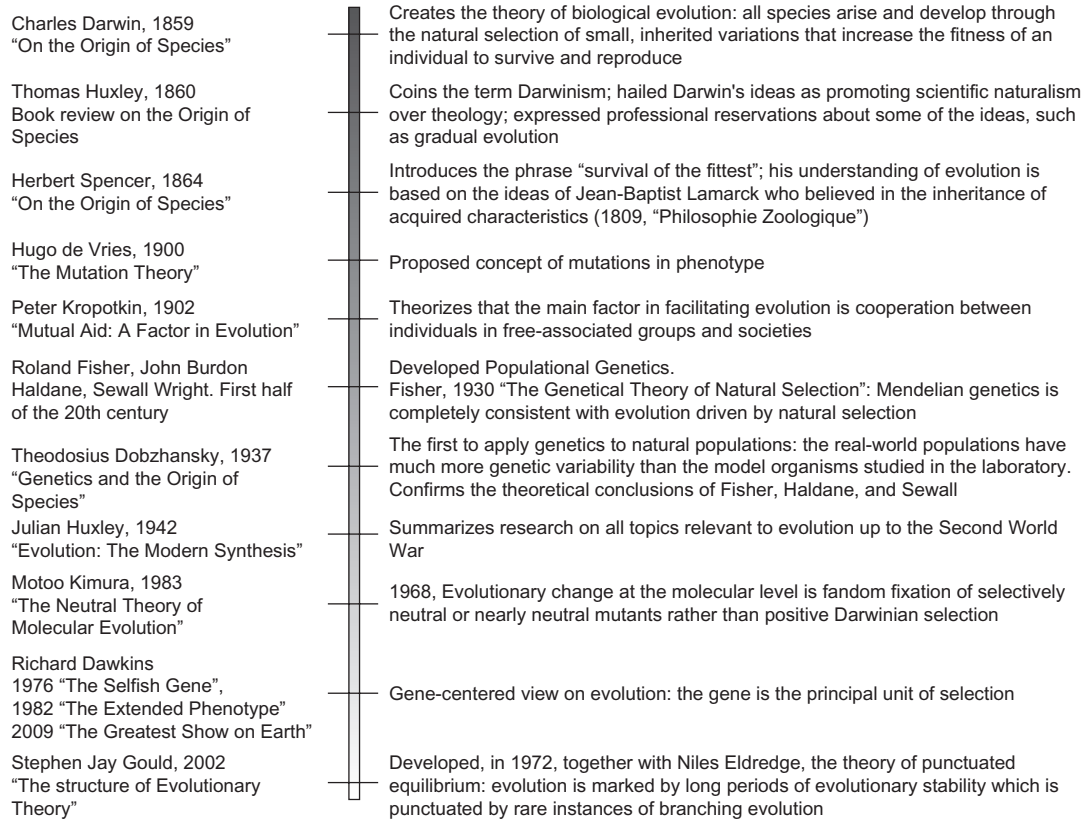 Charles Darwin, 1859
“On the Origin of Species”
Creates the theory of biological evolution: all species arise and develop through
the natural selection of small, inherited variations that increase the fitness of an
individual to survive and reproduce
Thomas Huxley, 1860
Book review on the Origin of
Species
Coins the term Darwinism; hailed Darwin's ideas as promoting scientific naturalism
over theology; expressed professional reservations about some of the ideas, such
as gradual evolution
Herbert Spencer, 1864
“On the Origin of Species”
Introduces the phrase “survival of the fittest”; his understanding of evolution is
based on the ideas of Jean-Baptist Lamarck who believed in the inheritance of
acquired characteristics (1809, “Philosophie Zoologique”)
Hugo de Vries, 1900
“The Mutation Theory”
Proposed concept of mutations in phenotype
Peter Kropotkin, 1902
“Mutual Aid: A Factor in Evolution”
Theorizes that the main factor in facilitating evolution is cooperation between
individuals in free-associated groups and societies
Roland Fisher, John Burdon
Haldane, Sewall Wright. First half
of the 20th century
Developed Populational Genetics.
Fisher, 1930 “The Genetical Theory of Natural Selection”: Mendelian genetics is
completely consistent with evolution driven by natural selection
Theodosius Dobzhansky, 1937
“Genetics and the Origin of
Species”
The first to apply genetics to natural populations: the real-world populations have
much more genetic variability than the model organisms studied in the laboratory.
Confirms the theoretical conclusions of Fisher, Haldane, and Sewall
Julian Huxley, 1942
“Evolution: The Modern Synthesis”
Summarizes research on all topics relevant to evolution up to the Second World
War
Motoo Kimura, 1983
“The Neutral Theory of
Molecular Evolution”
1968, Evolutionary change at the molecular level is fandom fixation of selectively
neutral or nearly neutral mutants rather than positive Darwinian selection
Richard Dawkins
1976 “The Selfish Gene”,
1982 “The Extended Phenotype”
2009 “The Greatest Show on Earth”
Gene-centered view on evolution: the gene is the principal unit of selection
Stephen Jay Gould, 2002
“The structure of Evolutionary
Theory”
Developed, in 1972, together with Niles Eldredge, the theory of punctuated
equilibrium: evolution is marked by long periods of evolutionary stability which is
punctuated by rare instances of branching evolution